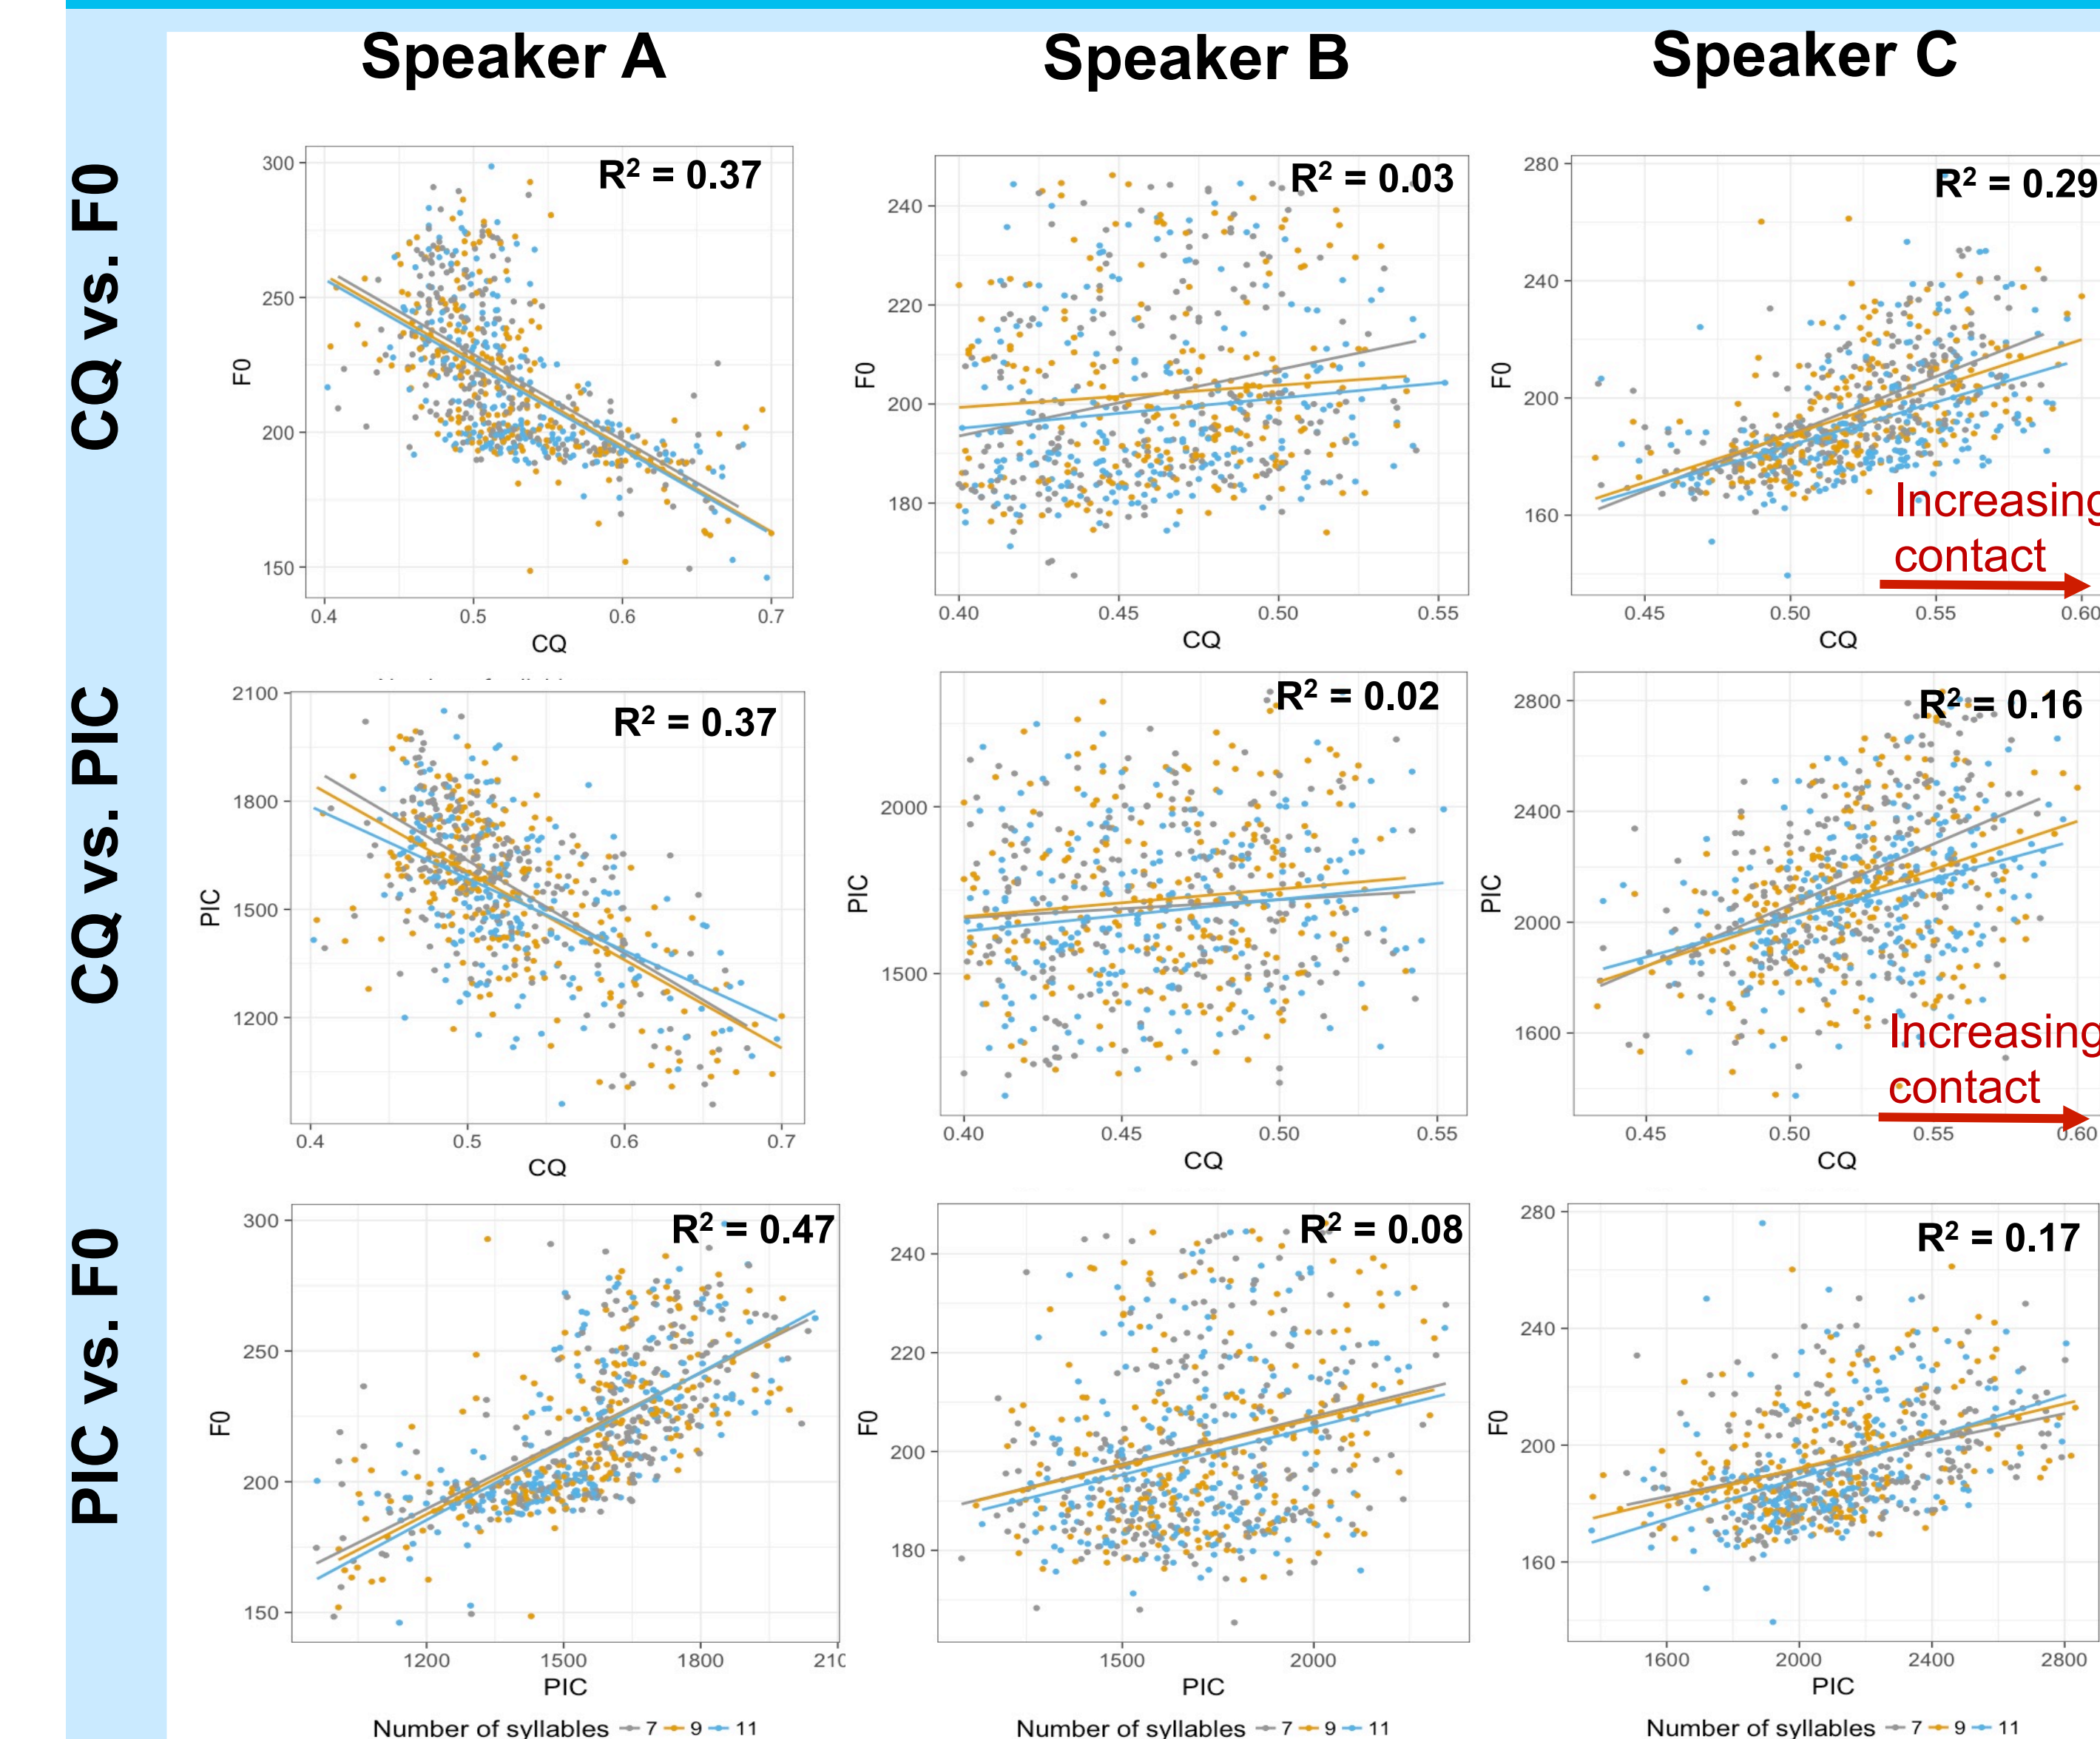 Speaker A
Speaker B
Speaker C
CQ vs. F0
R² = 0.37
300
250
200
150
F0
0.4 0.5 0.6 0.7
CQ
R² = 0.03
240
220
200
180
F0
0.40 0.45 0.50 0.55
CQ
R² = 0.29
280
240
200
160
F0
Increasing
contact
0.45 0.50 0.55 0.60
CQ
CQ vs. PIC
R² = 0.37
2100
1800
1500
1200
PIC
0.4 0.5 0.6 0.7
CQ
R² = 0.02
2000
1500
PIC
0.40 0.45 0.50 0.55
CQ
R² = 0.16
2800
2400
2000
1600
PIC
Increasing
contact
0.45 0.50 0.55 0.60
CQ
PIC vs. F0
R² = 0.47
300
250
200
150
F0
1200 1500 1800 210
PIC
Number of syllables 7 9 11
R² = 0.08
240
220
200
180
F0
1500 2000
PIC
Number of syllables 7 9 11
R² = 0.17
280
240
200
160
F0
1600 2000 2400 2800
PIC
Number of syllables 7 9 11